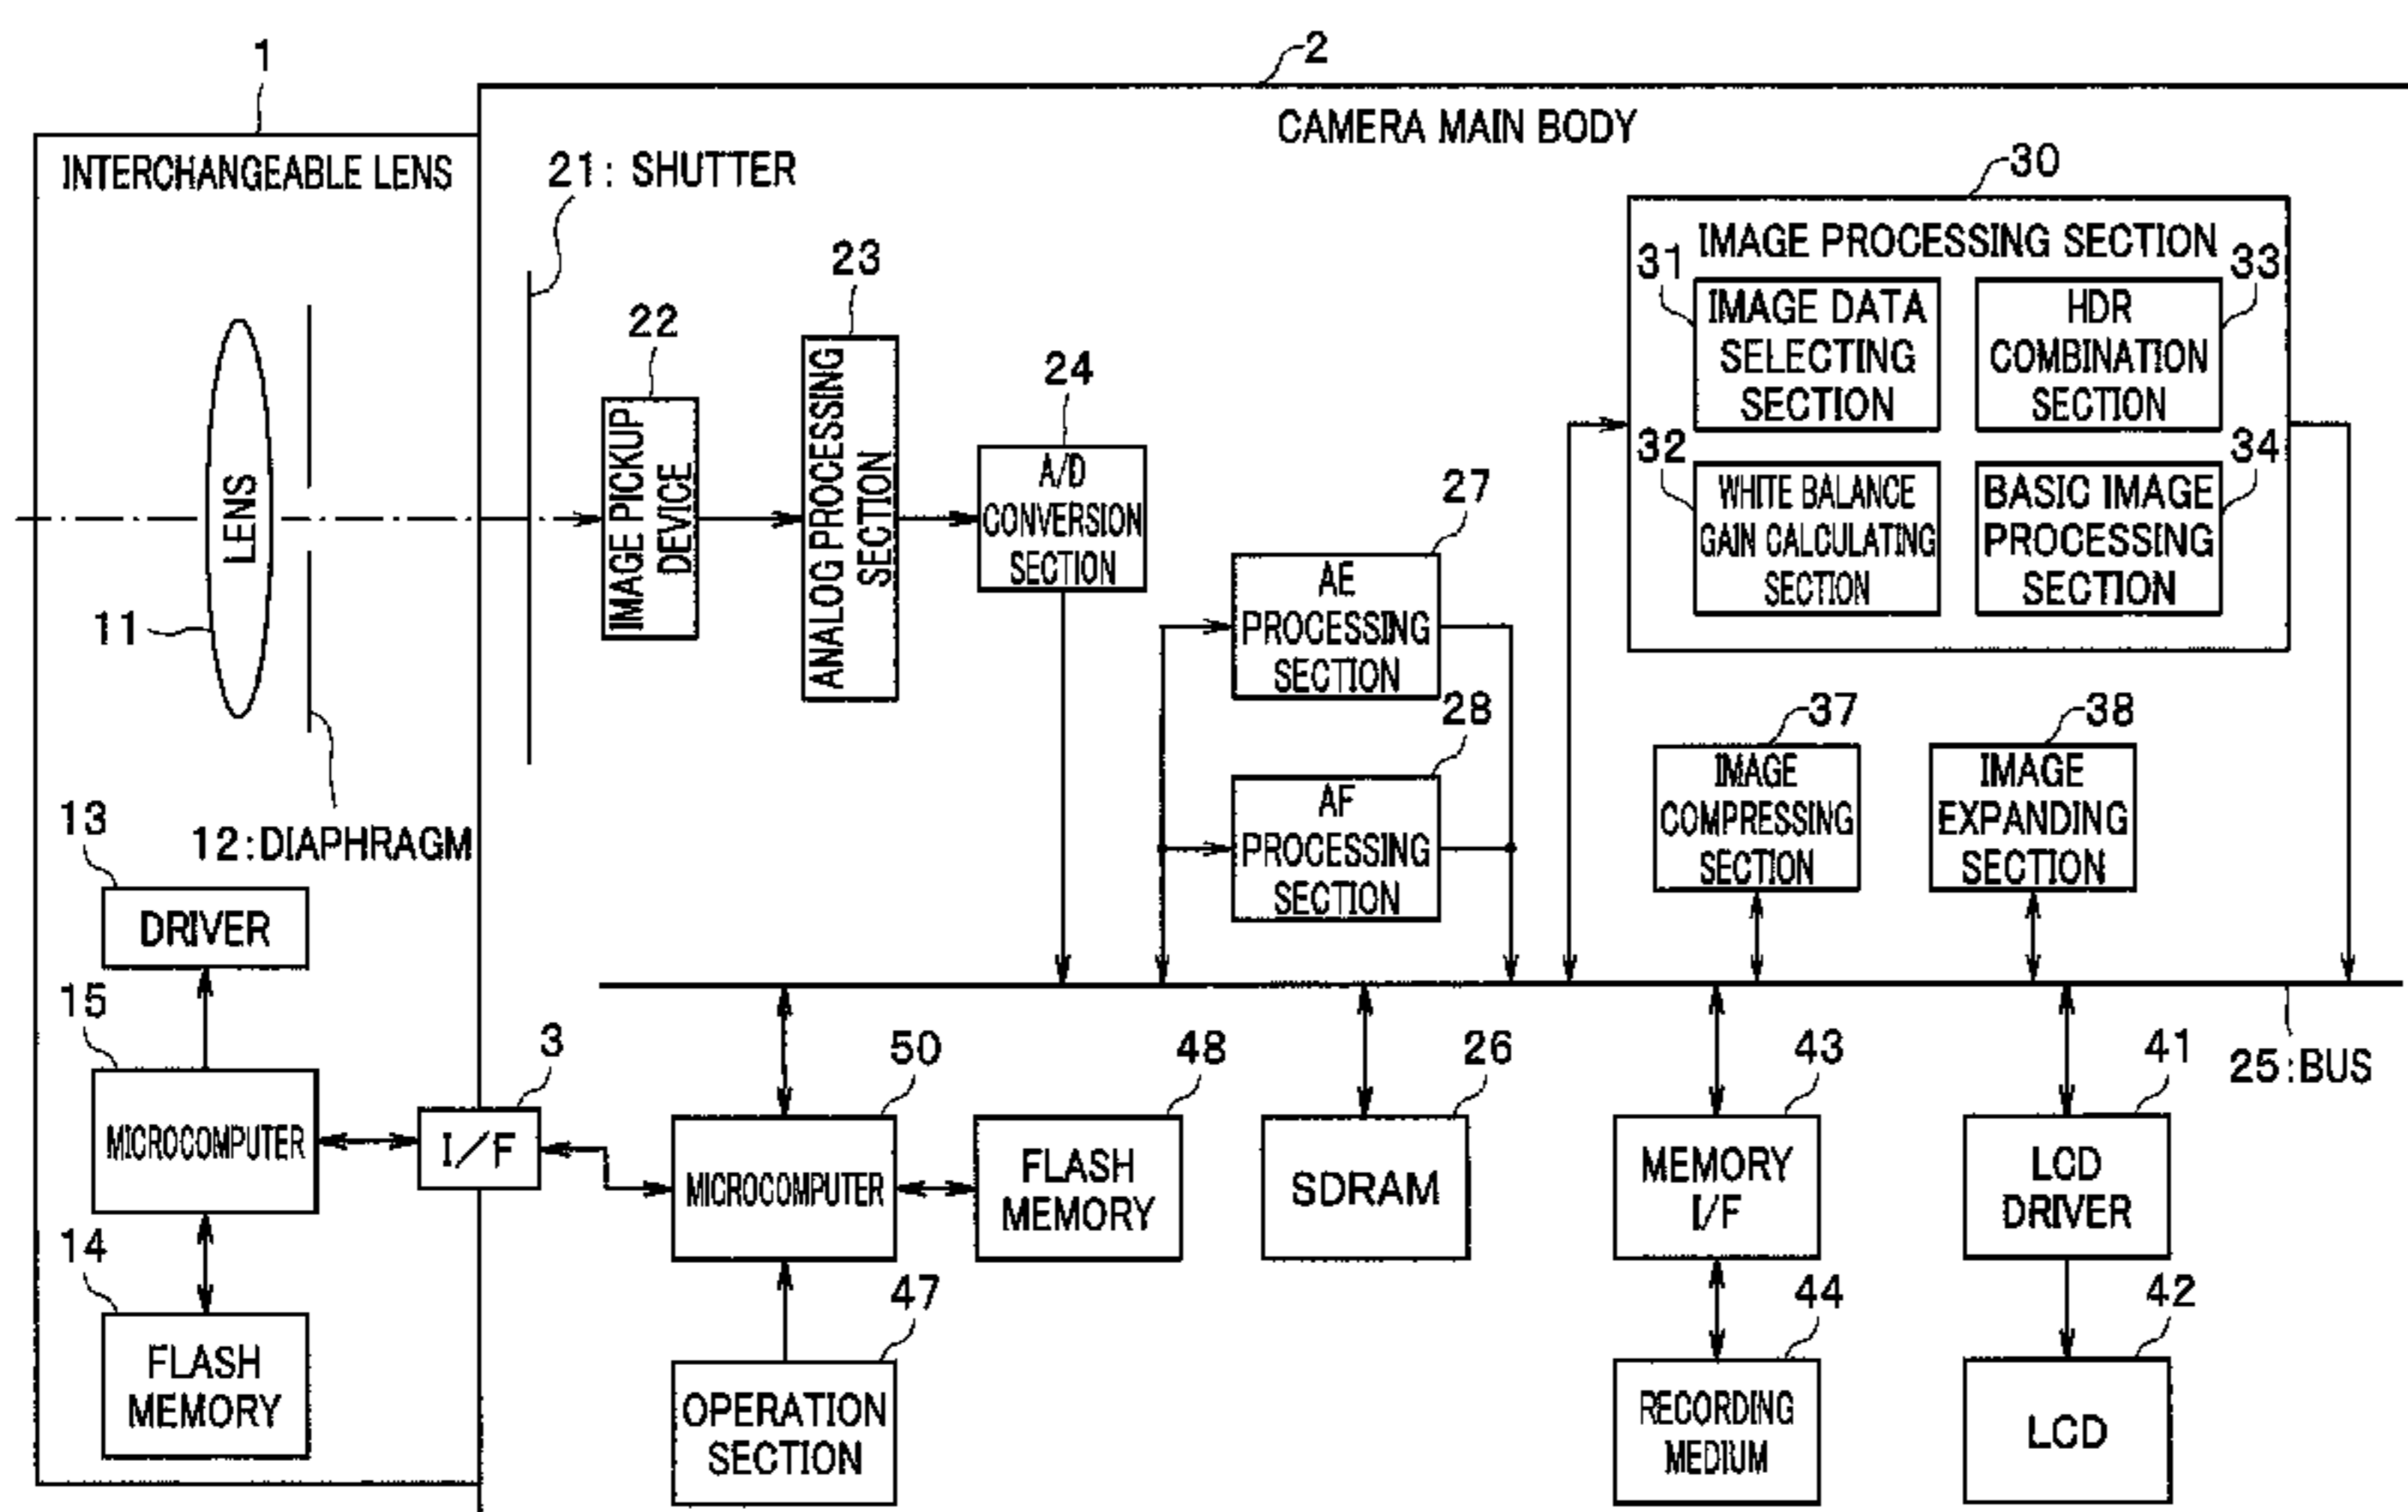 1
2
CAMERA MAIN BODY
INTERCHANGEABLE LENS
21: SHUTTER
30
IMAGE PROCESSING SECTION
31
IMAGE DATA
SELECTING
SECTION
33
HDR
COMBINATION
SECTION
32
WHITE BALANCE
GAIN CALCULATING
SECTION
34
BASIC IMAGE
PROCESSING
SECTION
22
IMAGE PICKUP
DEVICE
23
ANALOG PROCESSING
SECTION
24
A/D
CONVERSION
SECTION
LENS
11
12:DIAPHRAGM
27
AE
PROCESSING
SECTION
28
AF
PROCESSING
SECTION
37
IMAGE
COMPRESSING
SECTION
38
IMAGE
EXPANDING
SECTION
13
DRIVER
15
MICROCOMPUTER
3
I/F
50
MICROCOMPUTER
48
FLASH
MEMORY
26
SDRAM
43
MEMORY
I/F
41
LCD
DRIVER
25:BUS
14
FLASH
MEMORY
47
OPERATION
SECTION
44
RECORDING
MEDIUM
42
LCD